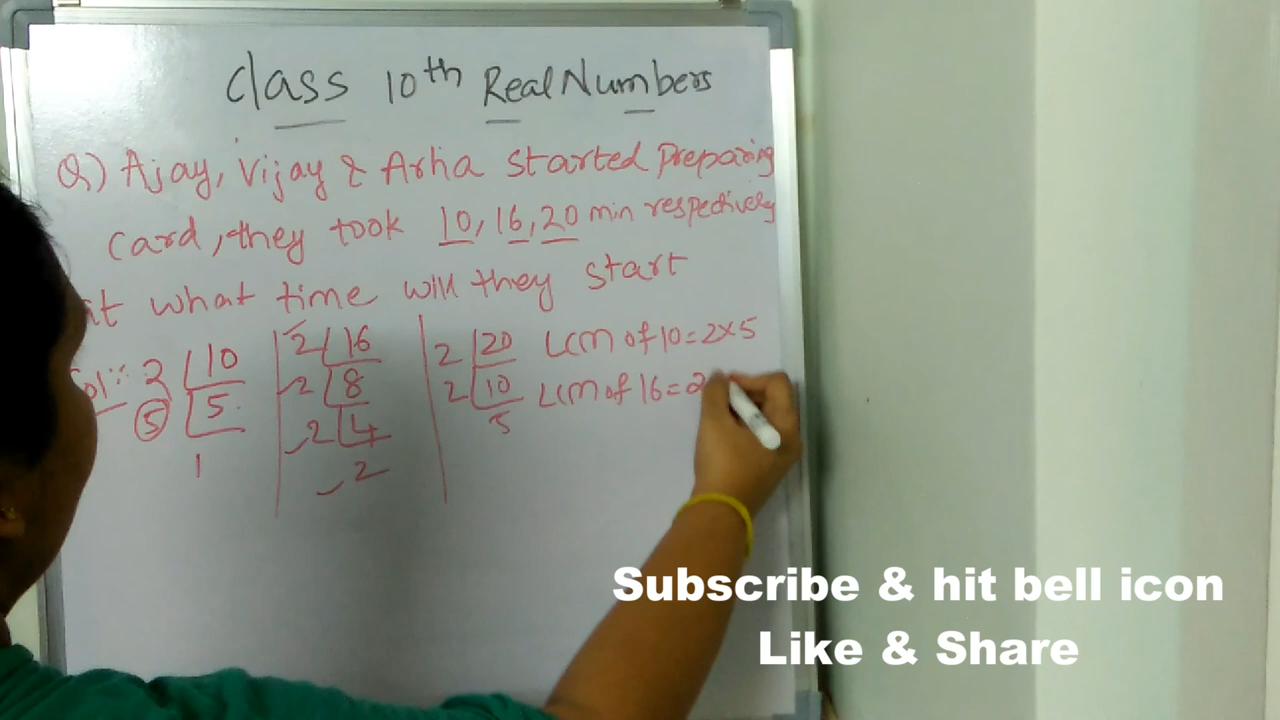 Class 10th Real Numbers
Q) Ajay, Vijay & Arha started preparing
card, they took 10, 16, 20 min respectively
at what time will they start
Sol:
2 10
5 5
1
2 16
2 8
2 4
2
2 20
2 10
5
LCM of 10 = 2×5
LCM of 16 = 2
Subscribe & hit bell icon
Like & Share